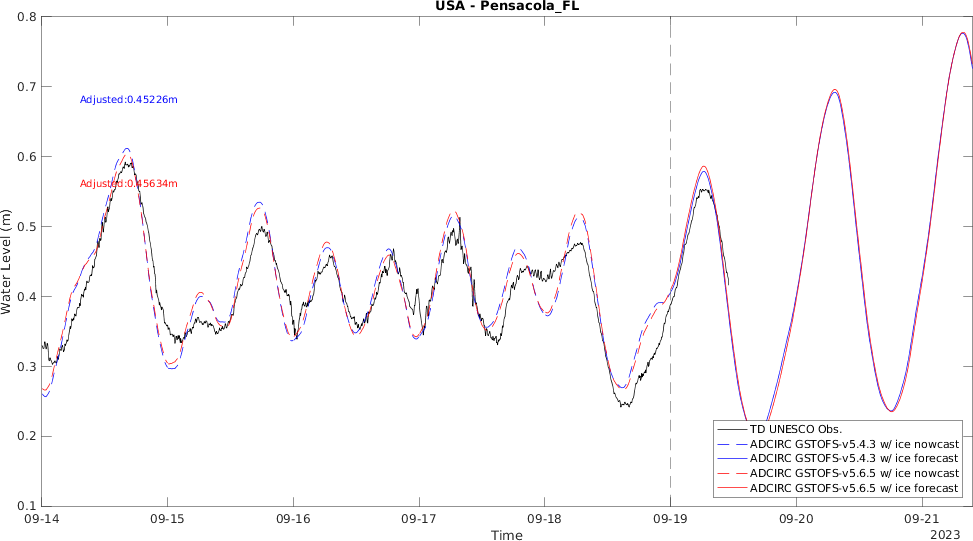 USA - Pensacola_FL
0.8
0.7
0.6
0.5
0.4
0.3
0.2
0.1
Water Level (m)
Adjusted:0.45226m
Adjusted:0.45634m
TD UNESCO Obs.
ADCIRC GSTOFS-v5.4.3 w/ ice nowcast
ADCIRC GSTOFS-v5.4.3 w/ ice forecast
ADCIRC GSTOFS-v5.6.5 w/ ice nowcast
ADCIRC GSTOFS-v5.6.5 w/ ice forecast
09-14 09-15 09-16 09-17 09-18 09-19 09-20 09-21
Time
2023